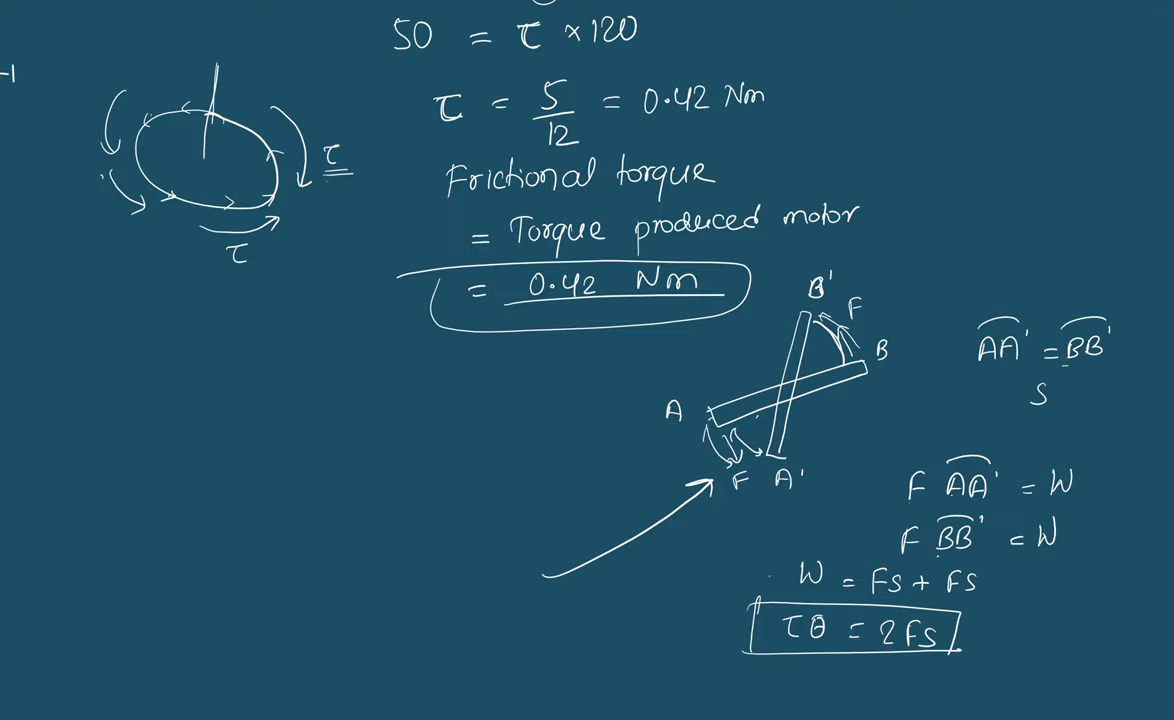 50 = τ × 120
-1
τ = 5/12 = 0.42 Nm
τ
Frictional torque
= Torque produced motor
τ
= 0.42 Nm
B'
F
B
AA' = BB'
S
A
F A'
F AA' = W
F BB' = W
W = FS + FS
τθ = 2FS